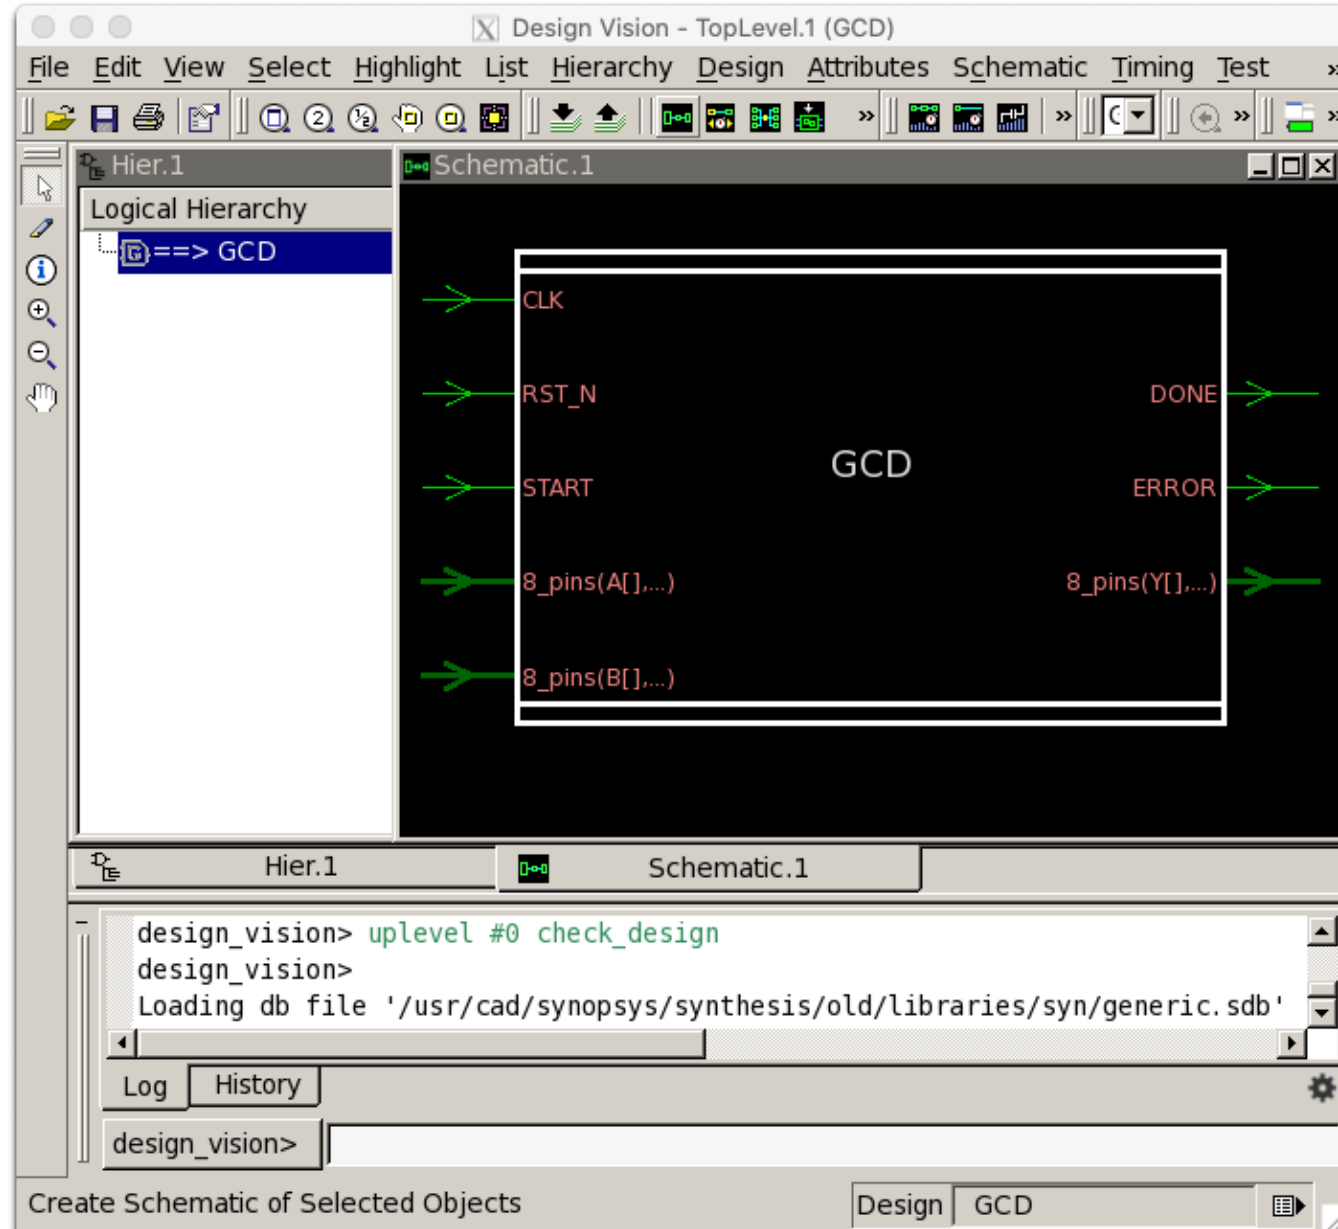 Design Vision - TopLevel.1 (GCD)
File Edit View Select Highlight List Hierarchy Design Attributes Schematic Timing Test »
Hier.1
Schematic.1
Logical Hierarchy
==> GCD
CLK
RST_N
DONE
GCD
START
ERROR
8_pins(A[],...)
8_pins(Y[],...)
8_pins(B[],...)
Hier.1
Schematic.1
design_vision> uplevel #0 check_design
design_vision>
Loading db file '/usr/cad/synopsys/synthesis/old/libraries/syn/generic.sdb'
Log History
design_vision>
Create Schematic of Selected Objects
Design GCD